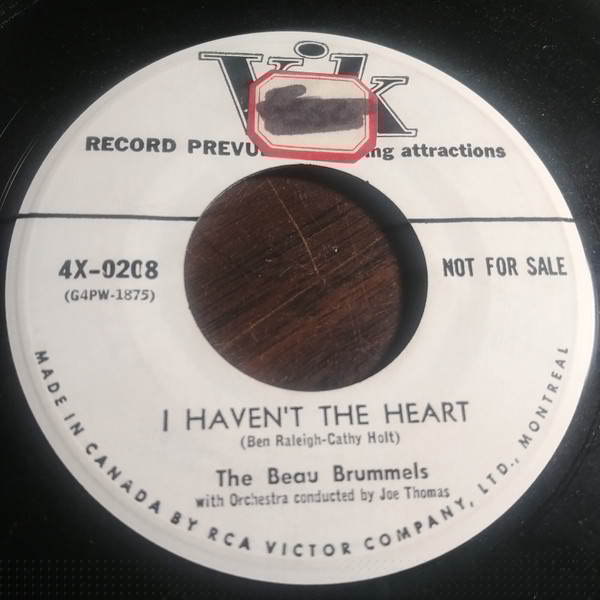 Vik
RECORD PREVU ng attractions
4X-0208
(G4PW-1875)
NOT FOR SALE
I HAVEN'T THE HEART
(Ben Raleigh-Cathy Holt)
The Beau Brummels
with Orchestra conducted by Joe Thomas
MADE IN CANADA BY RCA VICTOR COMPANY, LTD., MONTREAL